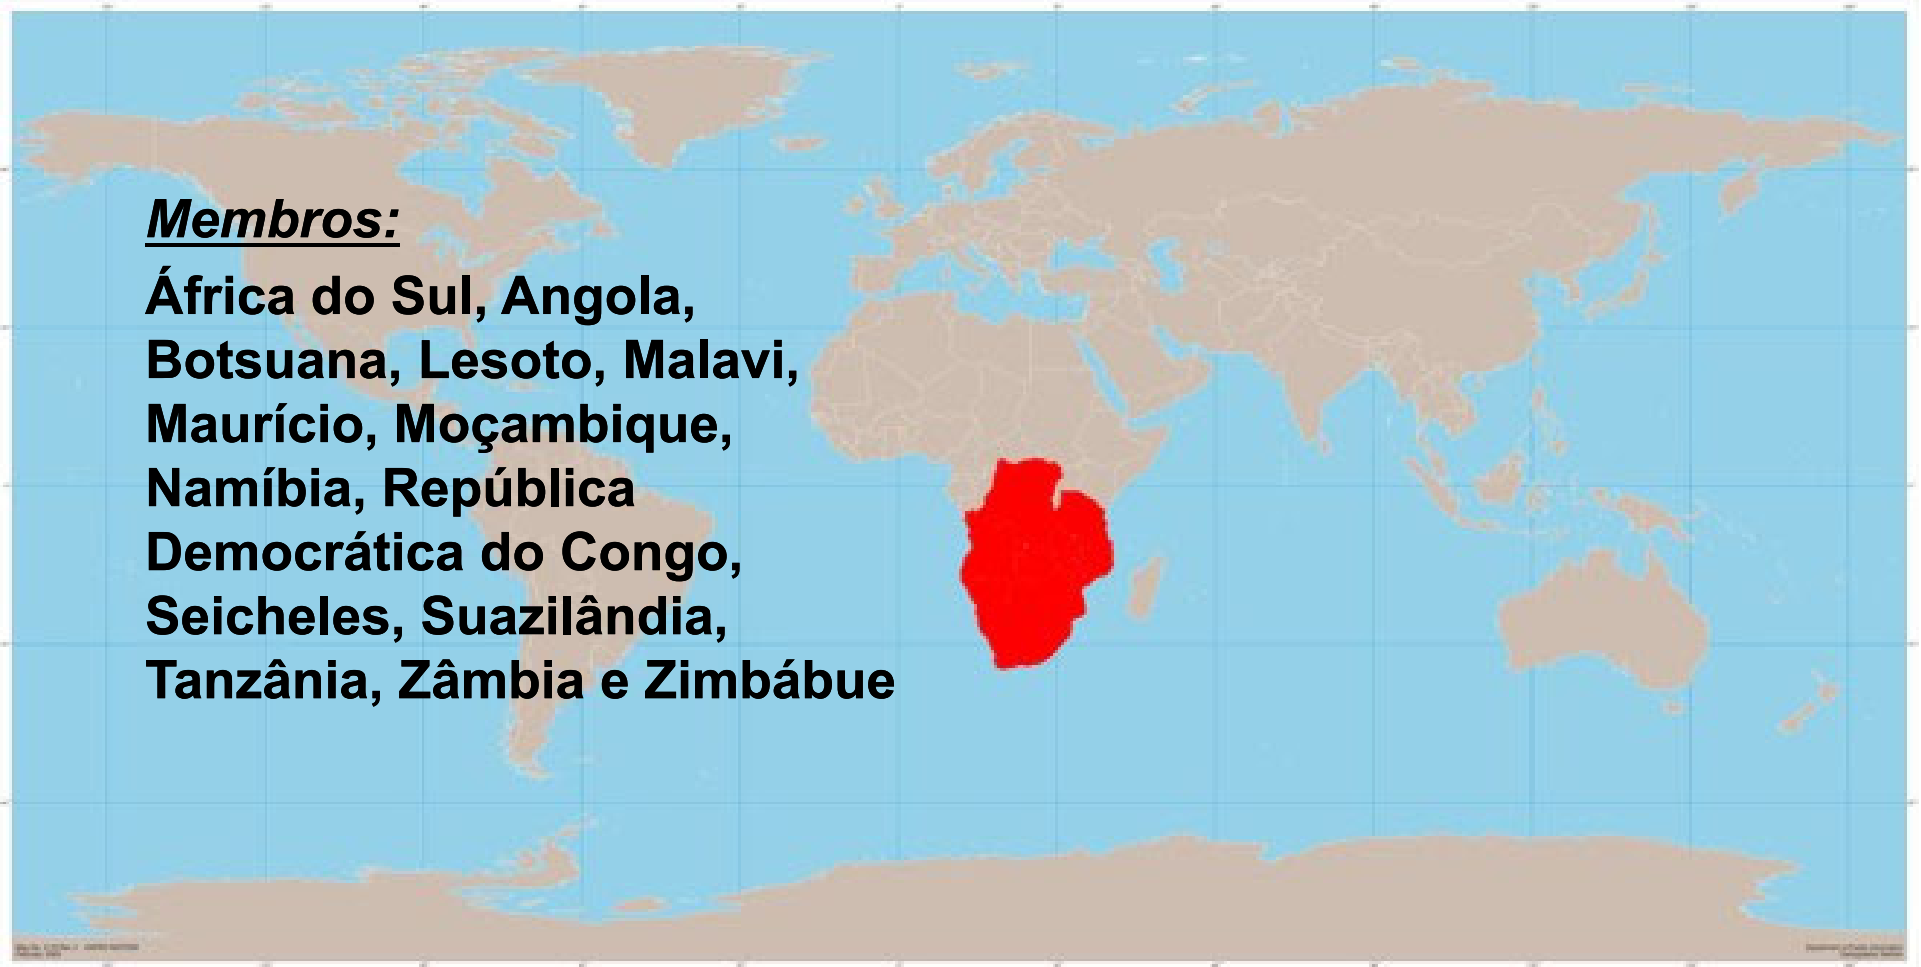 Membros:
África do Sul, Angola,
Botsuana, Lesoto, Malavi,
Maurício, Moçambique,
Namíbia, República
Democrática do Congo,
Seicheles, Suazilândia,
Tanzânia, Zâmbia e Zimbábue